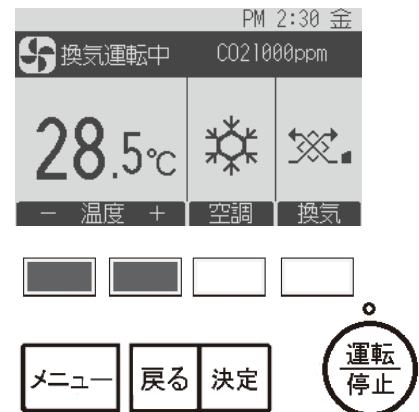 PM 2:30 金
換気運転中 CO21000ppm
28.5℃
− 温度 + 空調 換気
メニュー 戻る 決定 運転
停止